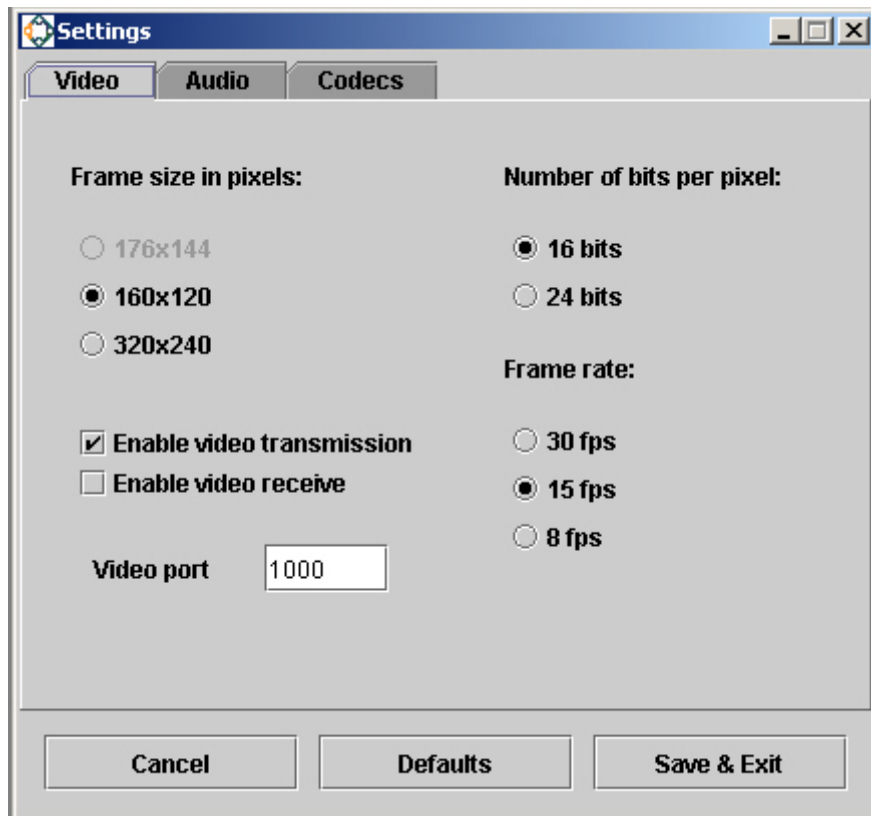 Settings
Video Audio Codecs
Frame size in pixels:
176x144
160x120
320x240
Enable video transmission
Enable video receive
Video port 1000
Number of bits per pixel:
16 bits
24 bits
Frame rate:
30 fps
15 fps
8 fps
Cancel Defaults Save & Exit